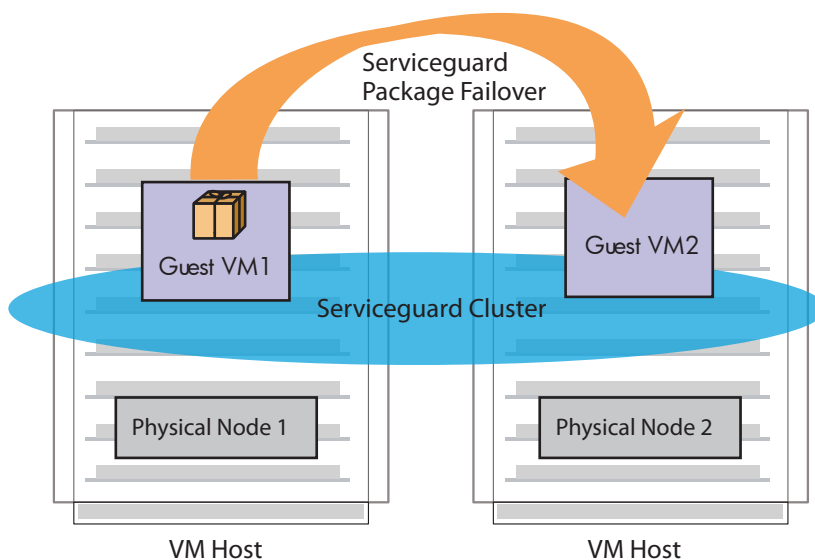 Serviceguard
Package Failover
Guest VM1
Guest VM2
Serviceguard Cluster
Physical Node 1
Physical Node 2
VM Host
VM Host